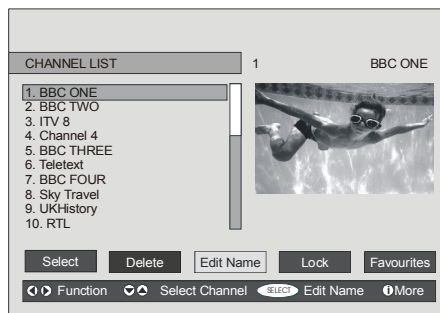 CHANNEL LIST
1 BBC ONE
1. BBC ONE
2. BBC TWO
3. ITV 8
4. Channel 4
5. BBC THREE
6. Teletext
7. BBC FOUR
8. Sky Travel
9. UKHistory
10. RTL
Select Delete Edit Name Lock Favourites
Function Select Channel SELECT Edit Name i More